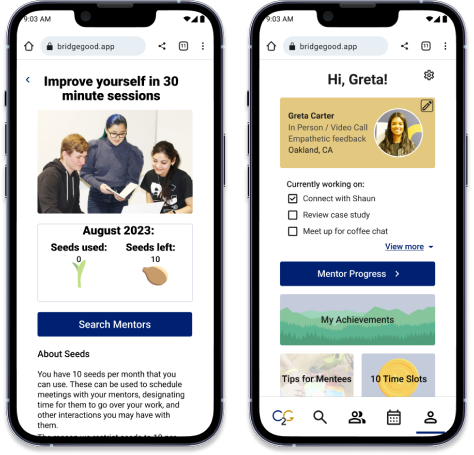 9:03 AM
bridgegood.app
11
Improve yourself in 30
minute sessions
August 2023:
Seeds used:
Seeds left:
0
10
Search Mentors
About Seeds
You have 10 seeds per month that you
can use. These can be used to schedule
meetings with your mentors, designating
time for them to go over your work, and
other interactions you may have with
them.
9:03 AM
bridgegood.app
11
Hi, Greta!
Greta Carter
In Person / Video Call
Empathetic feedback
Oakland, CA
Currently working on:
Connect with Shaun
Review case study
Meet up for coffee chat
View more
Mentor Progress
My Achievements
Tips for Mentees
10 Time Slots
C2G